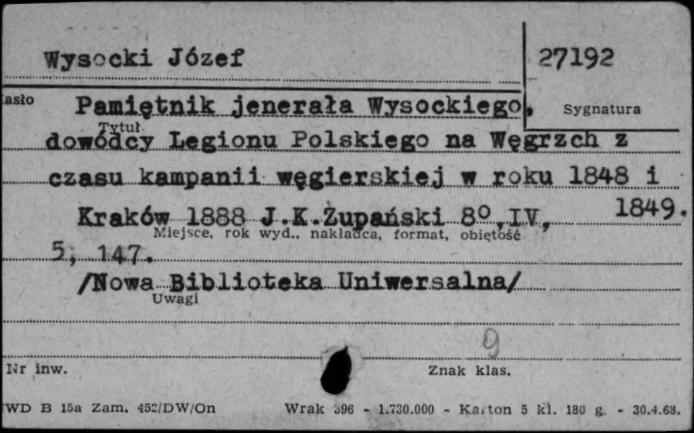 Wysocki Józef
27192
asło
Pamiętnik jenerała Wysockiego,
Sygnatura
Tytuł
dowódcy Legionu Polskiego na Węgrzch z
czasu kampanii węgierskiej w roku 1848 i
1849.
Kraków 1888 J.K.Żupański 8°,IV,
Miejsce, rok wyd., nakładca, format, objętość
5, 147.
/Nowa Biblioteka Uniwersalna/
Uwagi
9
Nr inw.
Znak klas.
WD B 15a Zam. 452/DW/On Wrak 396 - 1.730.000 - Karton 5 kl. 180 g. - 30.4.68.